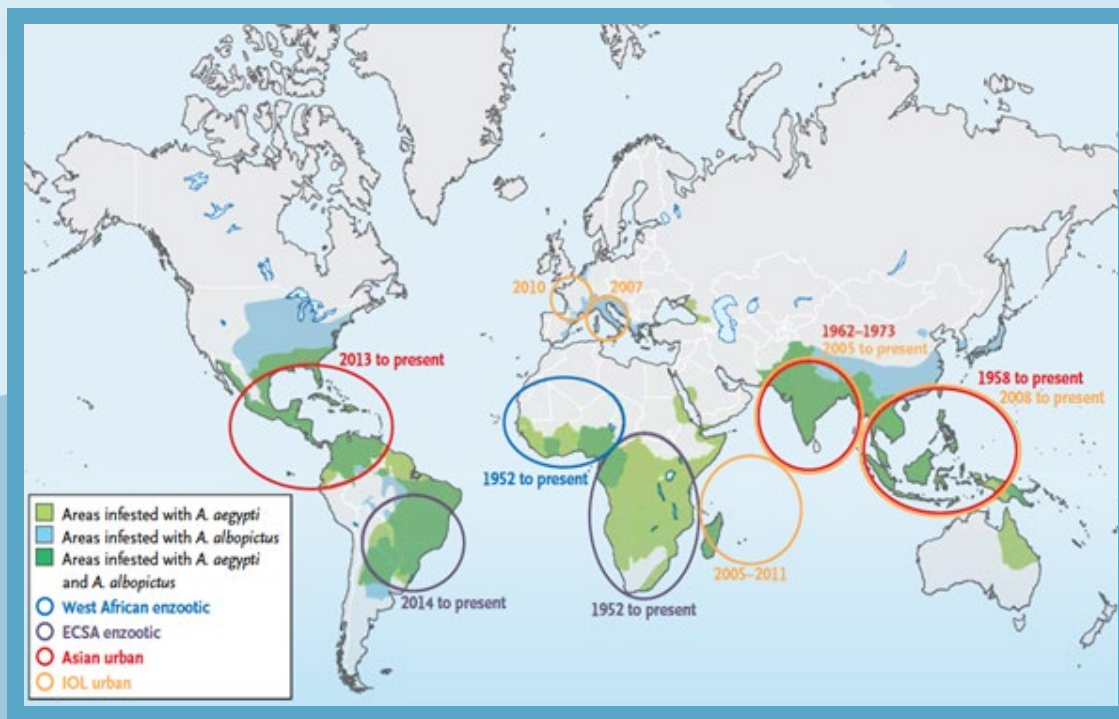 2010
2007
1962–1973
2005 to present
2013 to present
1958 to present
2008 to present
1952 to present
2005–2011
2014 to present
1952 to present
Areas infested with A. aegypti
Areas infested with A. albopictus
Areas infested with A. aegypti
and A. albopictus
West African enzootic
ECSA enzootic
Asian urban
IOL urban